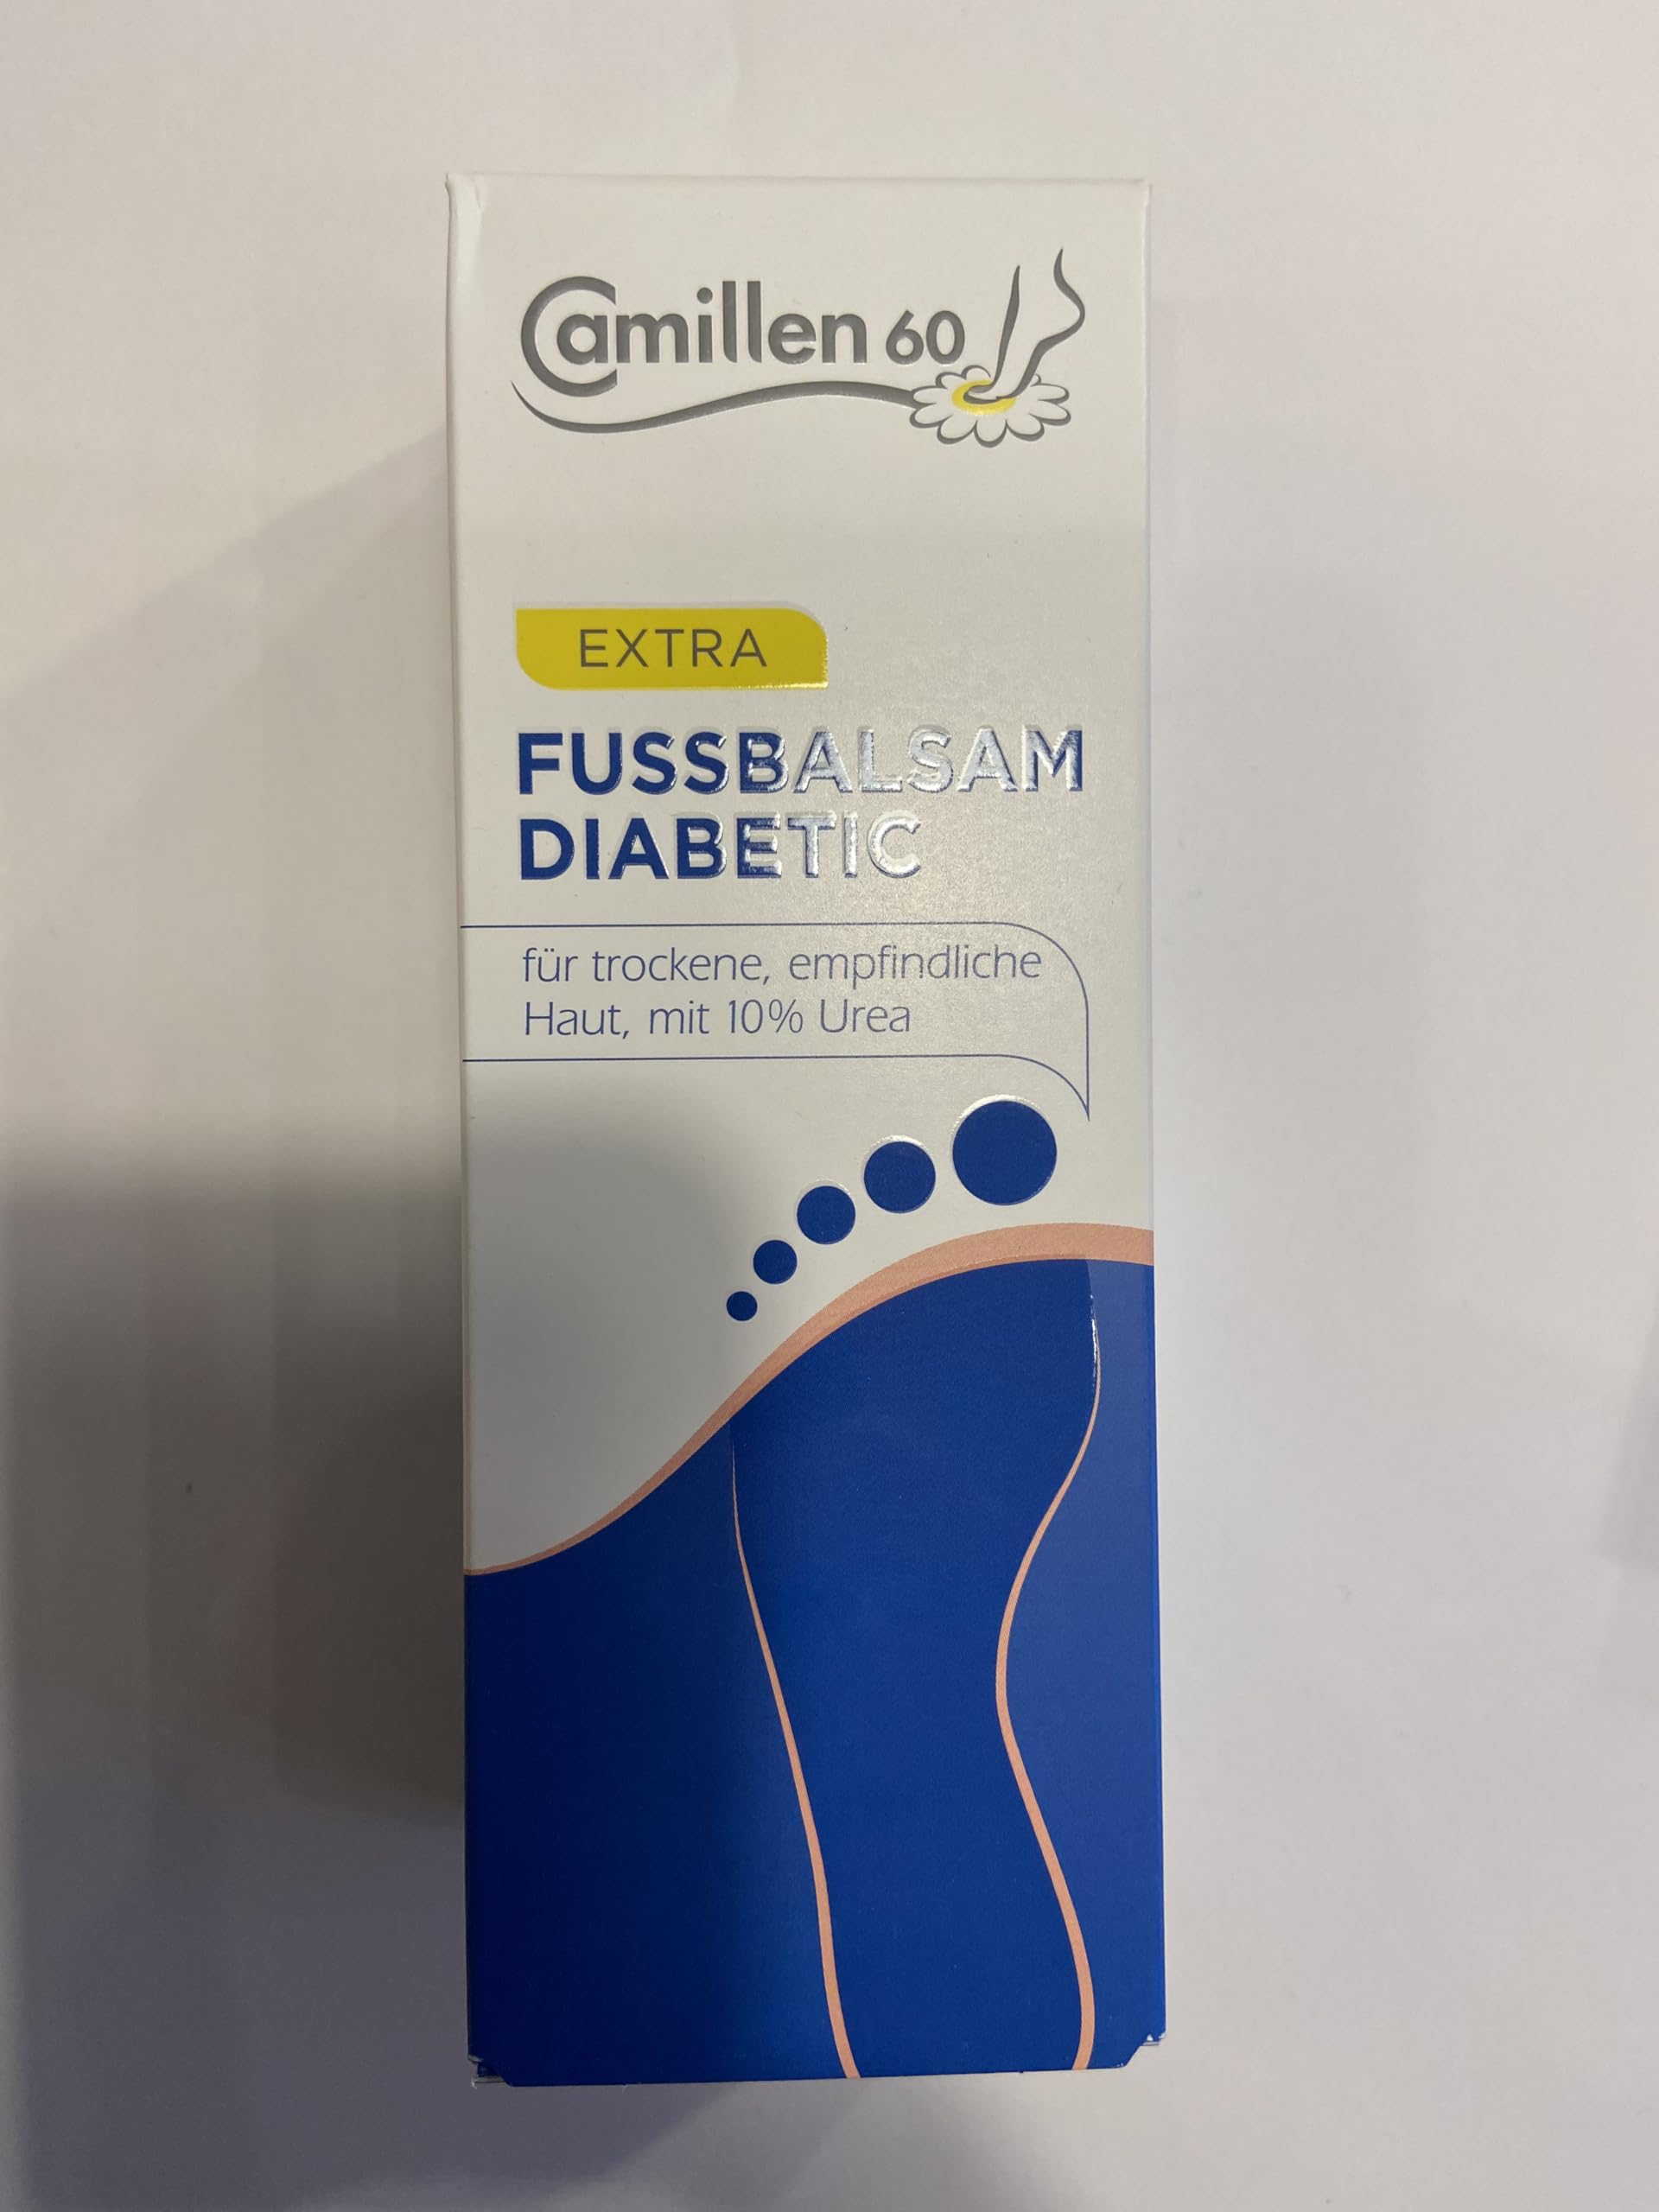 Camillen 60
EXTRA
FUSSBALSAM
DIABETIC
für trockene, empfindliche
Haut, mit 10% Urea